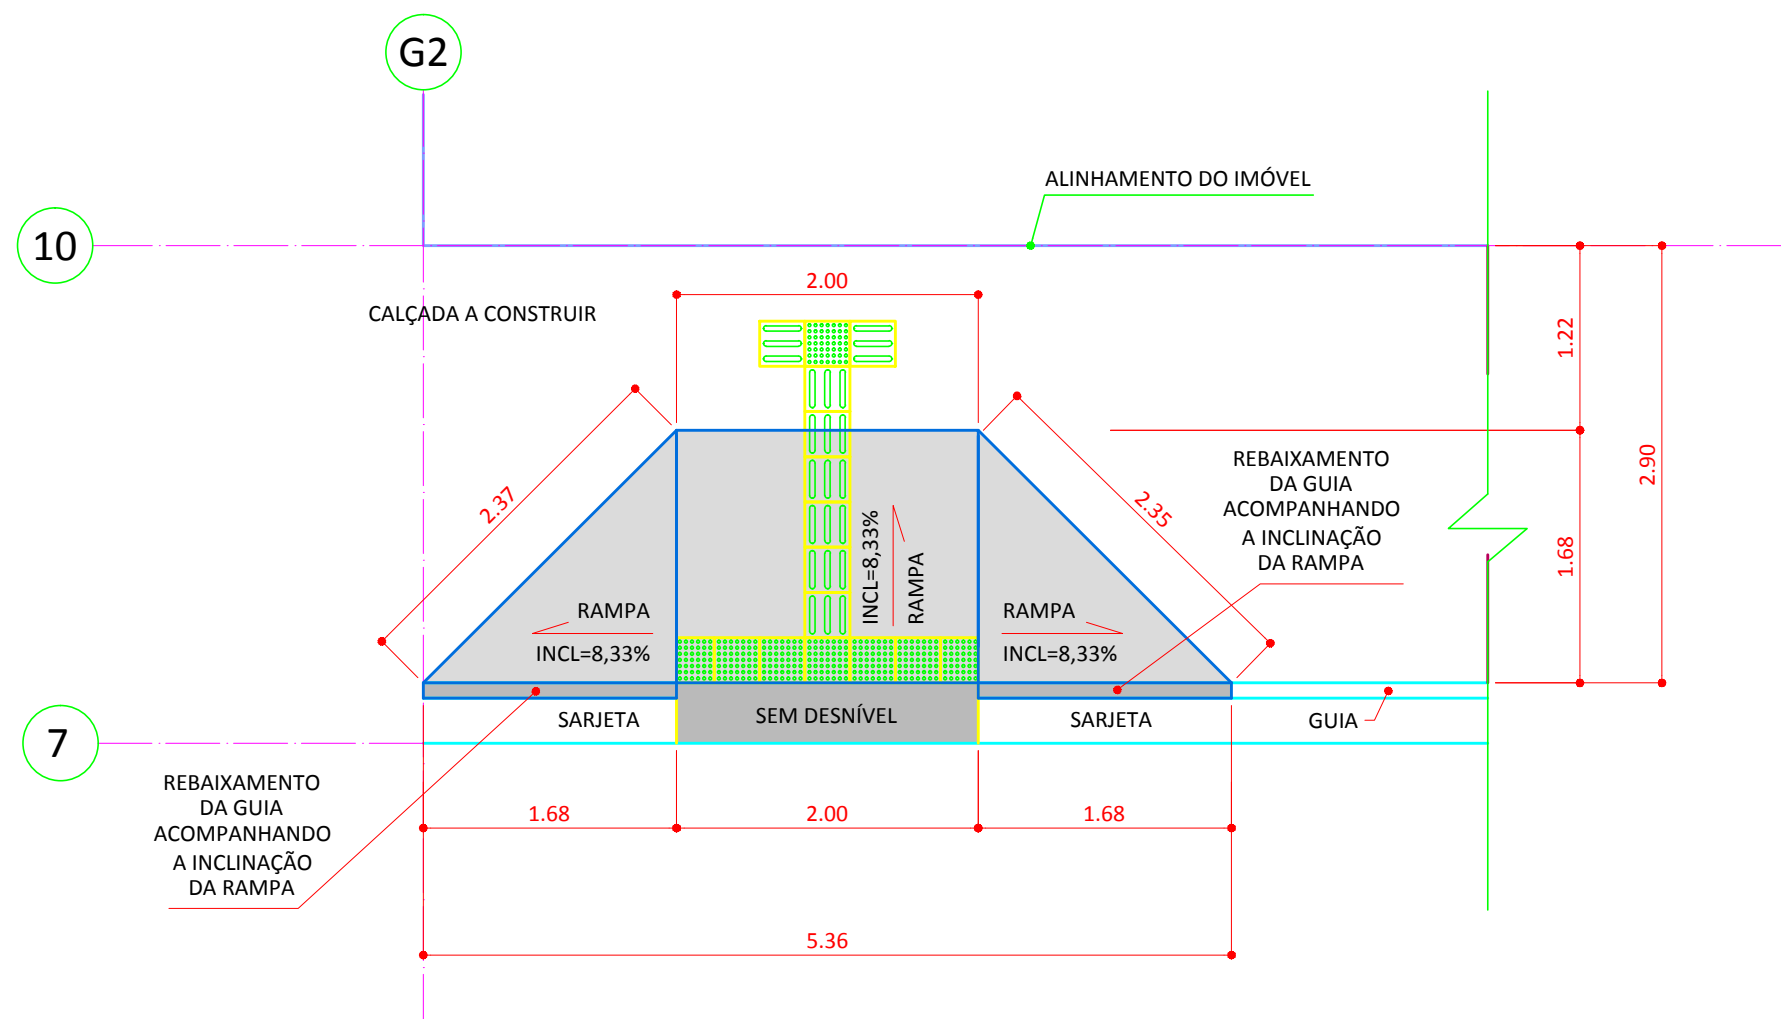 G2
ALINHAMENTO DO IMÓVEL
10
2.00
CALÇADA A CONSTRUIR
1.22
REBAIXAMENTO
DA GUIA
ACOMPANHANDO
A INCLINAÇÃO
DA RAMPA
2.90
2.37
2.35
1.68
INCL=8,33%
RAMPA
RAMPA
INCL=8,33%
RAMPA
INCL=8,33%
SARJETA
SEM DESNÍVEL
SARJETA
GUIA
7
REBAIXAMENTO
DA GUIA
ACOMPANHANDO
A INCLINAÇÃO
DA RAMPA
1.68
2.00
1.68
5.36